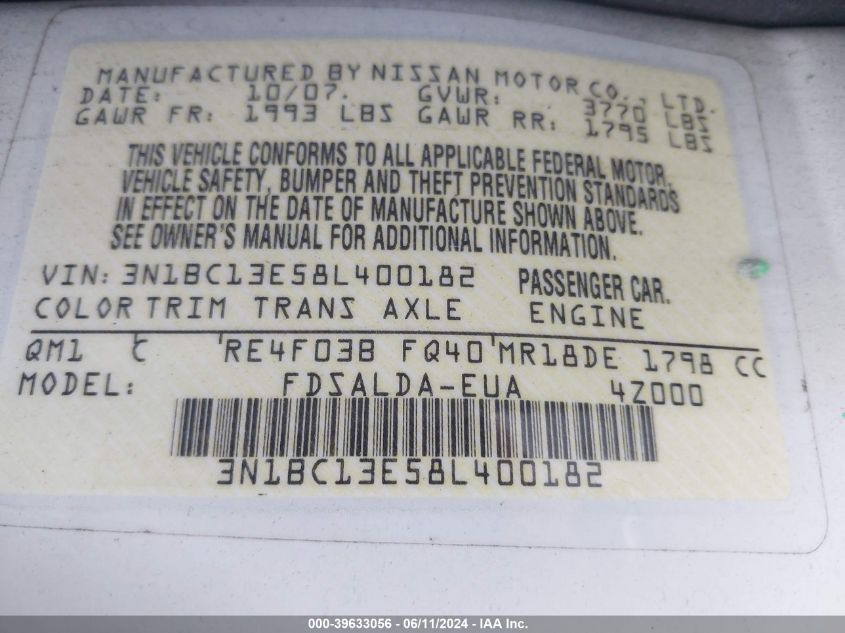 MANUFACTURED BY NISSAN MOTOR CO., LTD.
DATE: 10/07. GVWR: 3770 LBS
GAWR FR: 1993 LBS GAWR RR: 1795 LBS
THIS VEHICLE CONFORMS TO ALL APPLICABLE FEDERAL MOTOR
VEHICLE SAFETY, BUMPER AND THEFT PREVENTION STANDARDS
IN EFFECT ON THE DATE OF MANUFACTURE SHOWN ABOVE.
SEE OWNER'S MANUAL FOR ADDITIONAL INFORMATION.
VIN: 3N1BC13E58L400182 PASSENGER CAR.
COLOR TRIM TRANS AXLE ENGINE
QM1 C RE4F03B FQ40 MR18DE 1798 CC
MODEL: FDSALDA-EUA 4Z000
3N1BC13E58L400182
000-39633056 - 06/11/2024 - IAA Inc.